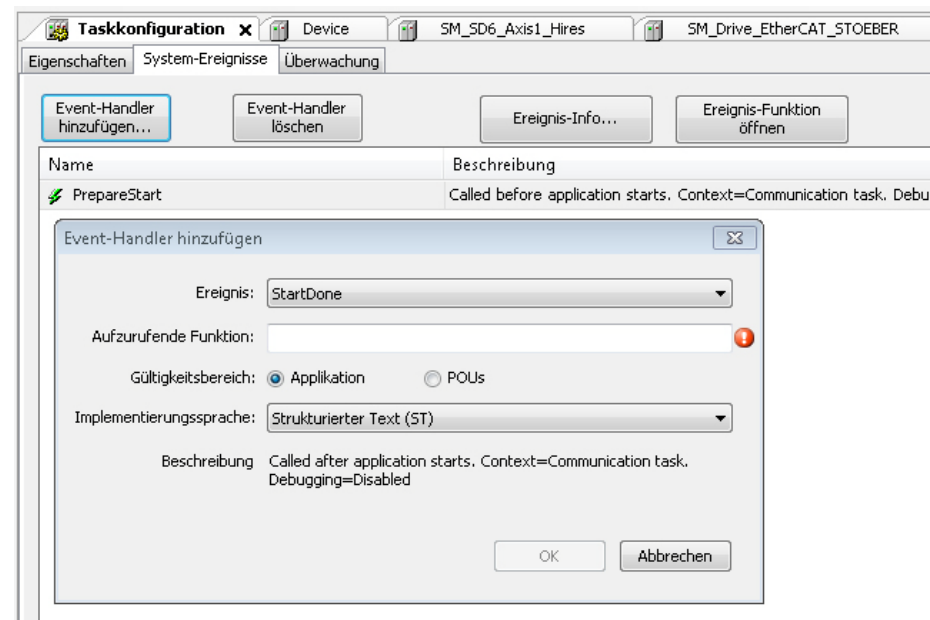 Taskkonfiguration Device SM_SD6_Axis1_Hires SM_Drive_EtherCAT_STOEBER
Eigenschaften System-Ereignisse Überwachung
Event-Handler hinzufügen... Event-Handler löschen Ereignis-Info... Ereignis-Funktion öffnen
Name Beschreibung
PrepareStart Called before application starts. Context=Communication task. Debu
Event-Handler hinzufügen
Ereignis: StartDone
Aufzurufende Funktion:
Gültigkeitsbereich: Applikation POUs
Implementierungssprache: Strukturierter Text (ST)
Beschreibung Called after application starts. Context=Communication task.
Debugging=Disabled
OK Abbrechen